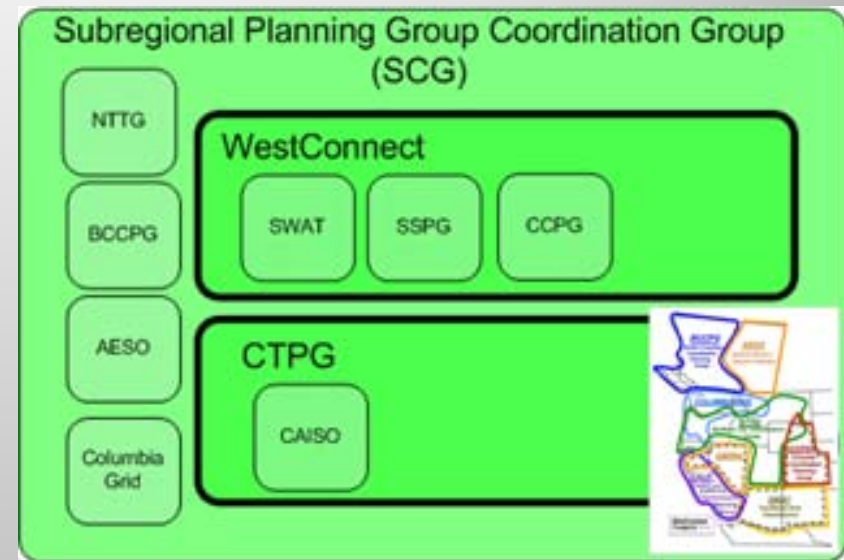 Subregional Planning Group Coordination Group
(SCG)
NTTG
BCCPG
AESO
Columbia
Grid
WestConnect
SWAT
SSPG
CCPG
CTPG
CAISO